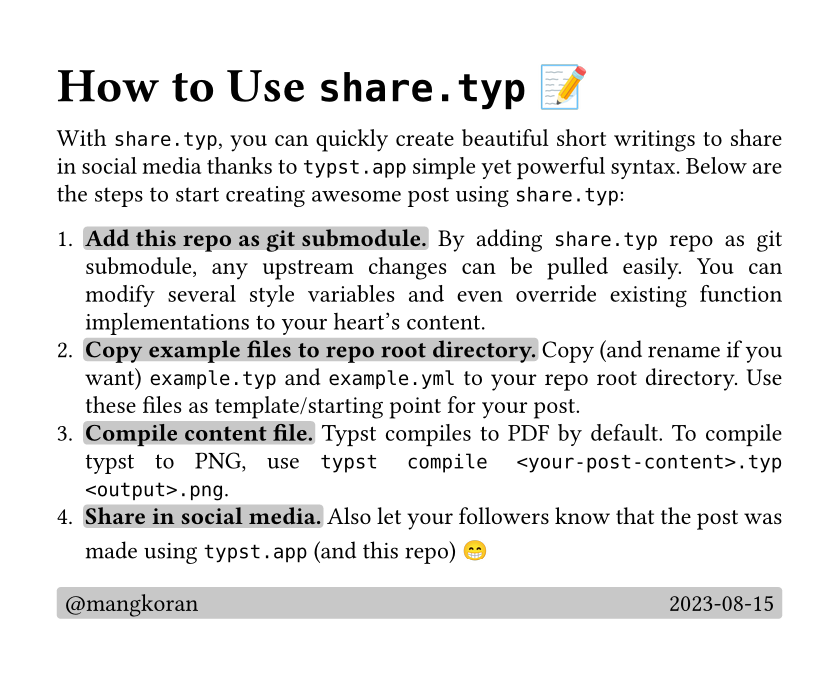 How to Use share.typ 📝
With share.typ, you can quickly create beautiful short writings to share
in social media thanks to typst.app simple yet powerful syntax. Below are
the steps to start creating awesome post using share.typ:
1. Add this repo as git submodule. By adding share.typ repo as git
submodule, any upstream changes can be pulled easily. You can
modify several style variables and even override existing function
implementations to your heart’s content.
2. Copy example files to repo root directory. Copy (and rename if you
want) example.typ and example.yml to your repo root directory. Use
these files as template/starting point for your post.
3. Compile content file. Typst compiles to PDF by default. To compile
typst to PNG, use typst compile <your-post-content>.typ
<output>.png.
4. Share in social media. Also let your followers know that the post was
made using typst.app (and this repo) 😁
@mangkoran 2023-08-15